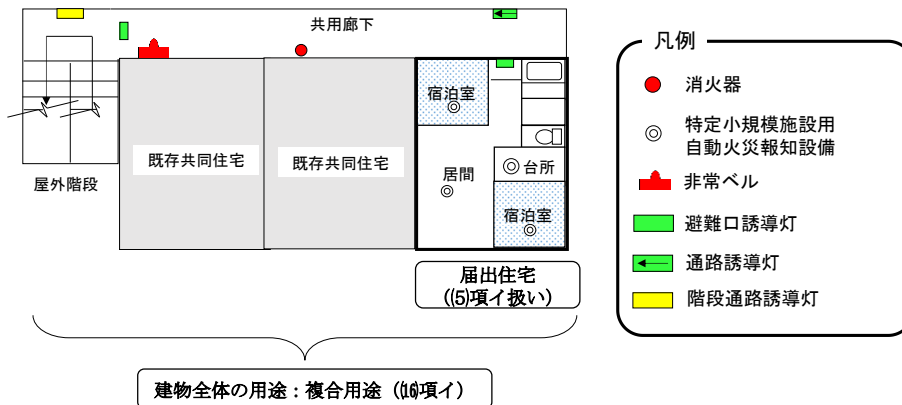 共用廊下
宿泊室
既存共同住宅
既存共同住宅
居間
台所
宿泊室
屋外階段
届出住宅
((5)項イ扱い)
建物全体の用途：複合用途（(16)項イ）
凡例
消火器
特定小規模施設用
自動火災報知設備
非常ベル
避難口誘導灯
通路誘導灯
階段通路誘導灯